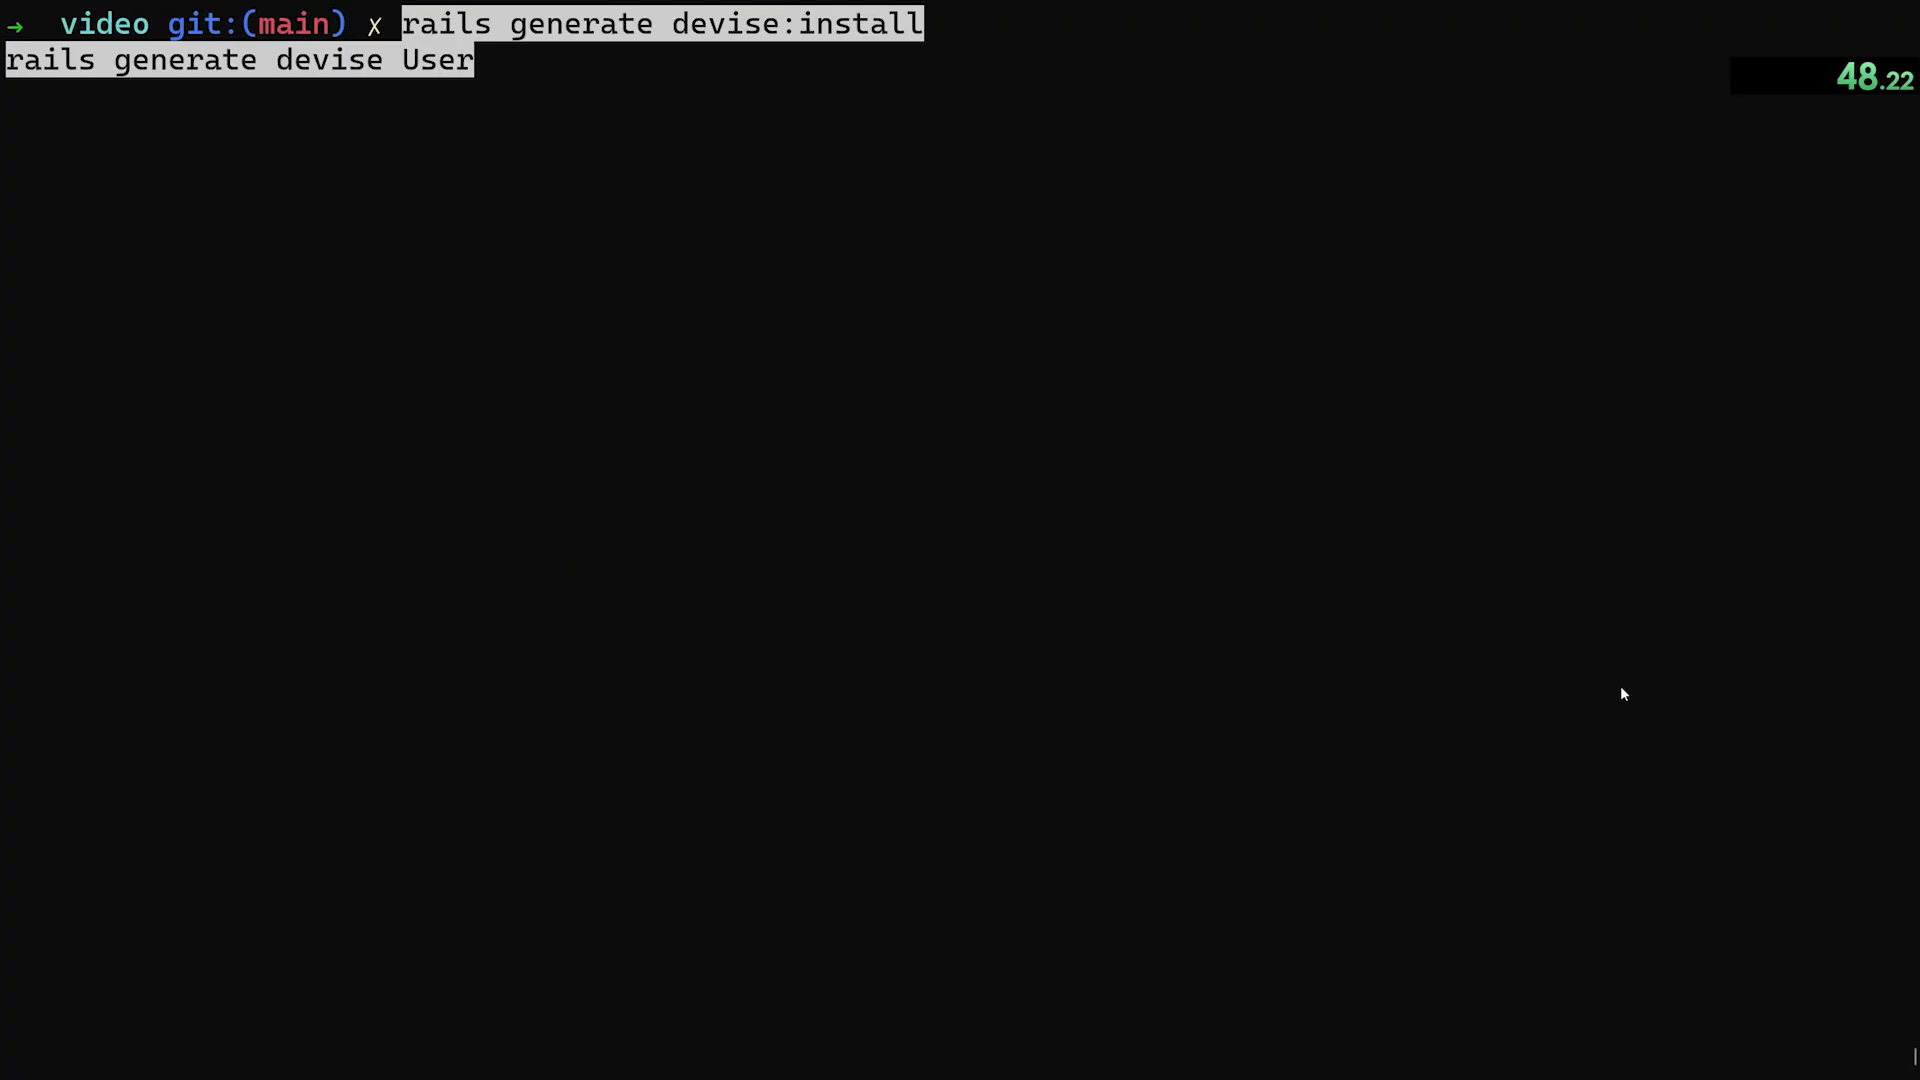 → video git:(main) ✗ rails generate devise:install
rails generate devise User
48.22